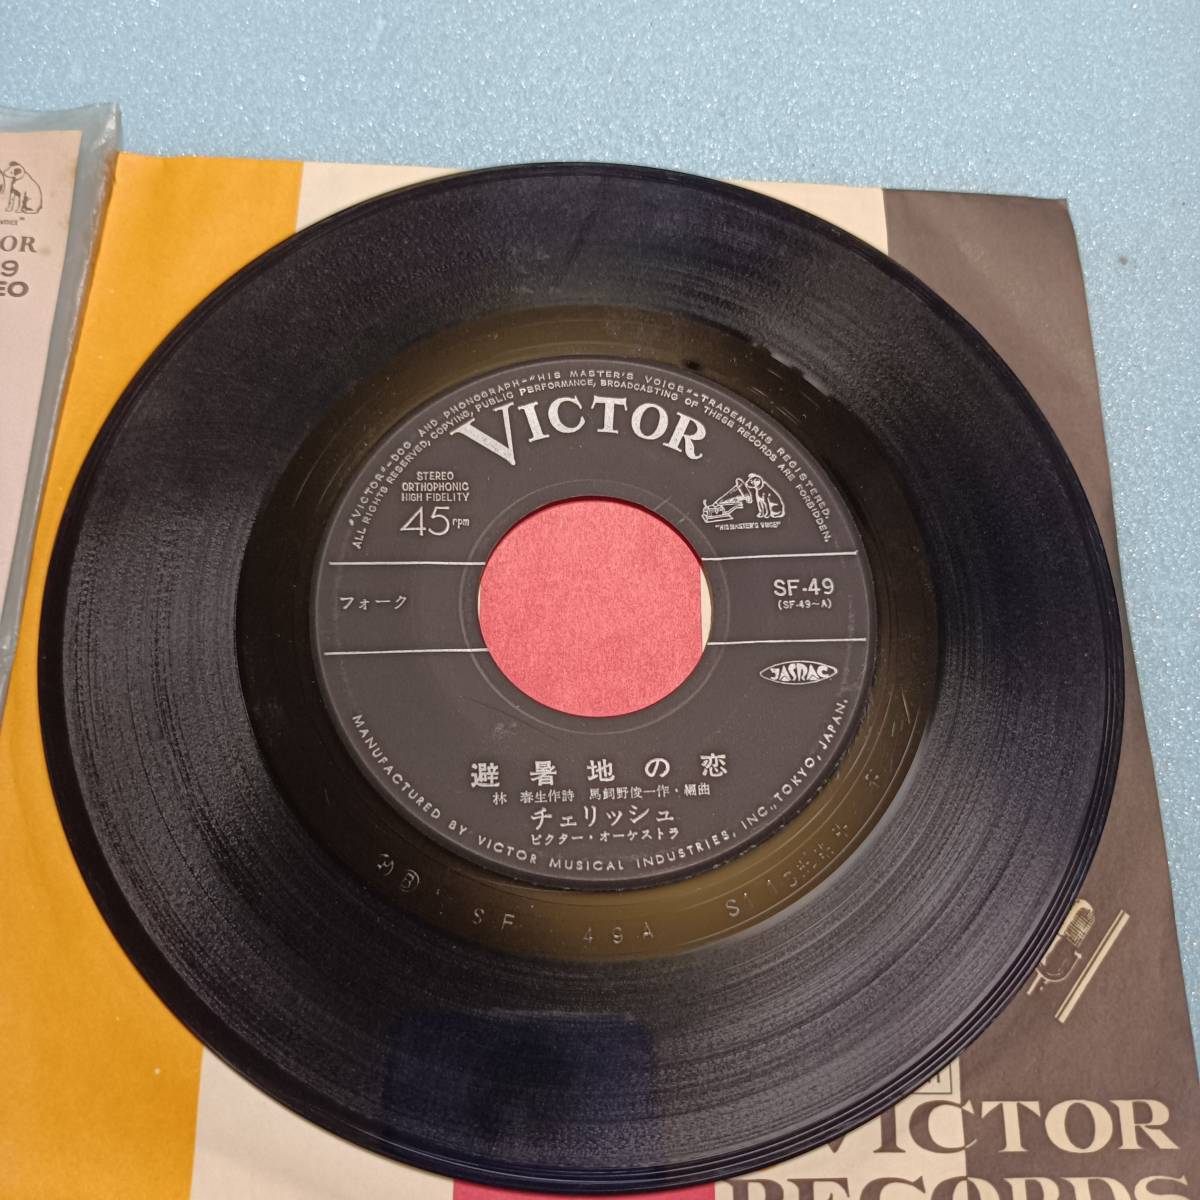 OR
9
EO
"VICTOR"–DOG AND PHONOGRAPH–"HIS MASTER'S VOICE"–TRADEMARKS REGISTERED.
ALL RIGHTS RESERVED, COPYING, PUBLIC PERFORMANCE, BROADCASTING OF THESE RECORDS ARE FORBIDDEN.
VICTOR
STEREO
ORTHOPHONIC
HIGH FIDELITY
45rpm
"HIS MASTER'S VOICE"
フォーク
SF-49
(SF-49~A)
JASRAC
避暑地の恋
林 春生作詩 馬飼野俊一作・編曲
チェリッシュ
ビクター・オーケストラ
MANUFACTURED BY VICTOR MUSICAL INDUSTRIES, INC., TOKYO, JAPAN.
SF 49A
VICTOR
RECORDS